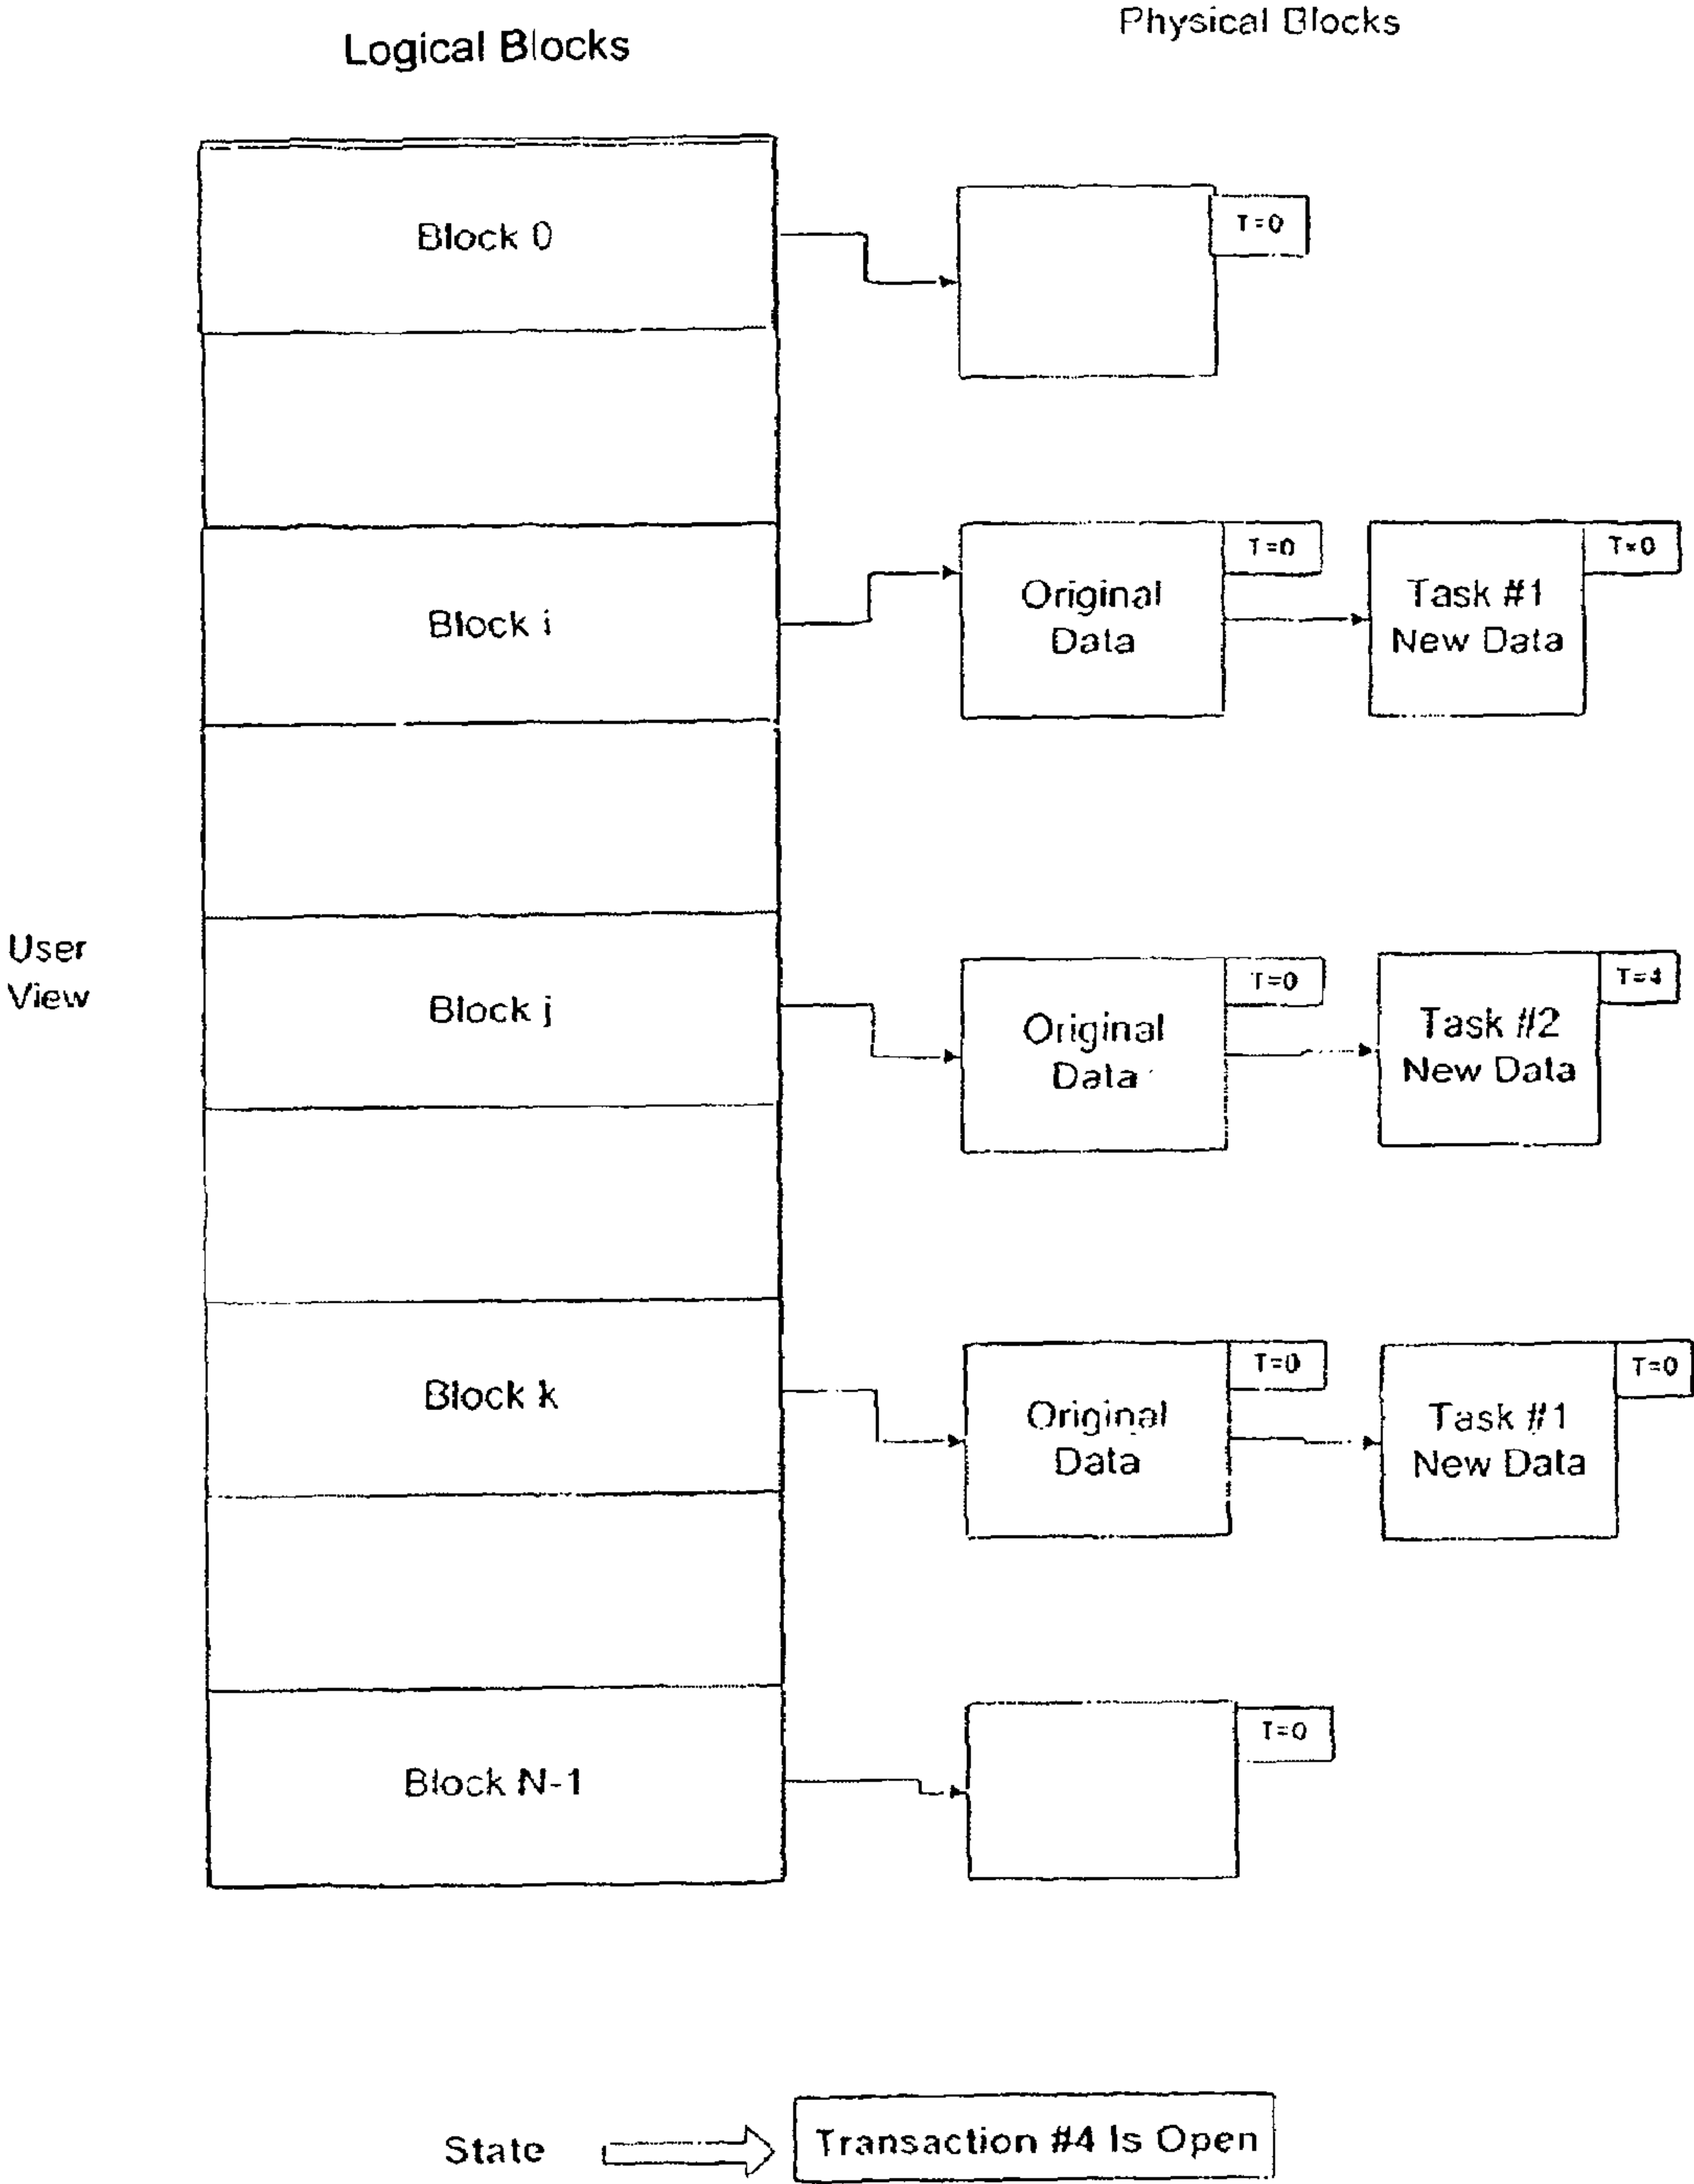 Logical Blocks
Physical Blocks
Block 0
T=0
Block i
Original
Data
T=0
Task #1
New Data
T=0
User
View
Block j
Original
Data
T=0
Task #2
New Data
T=4
Block k
Original
Data
T=0
Task #1
New Data
T=0
Block N-1
T=0
State
Transaction #4 Is Open